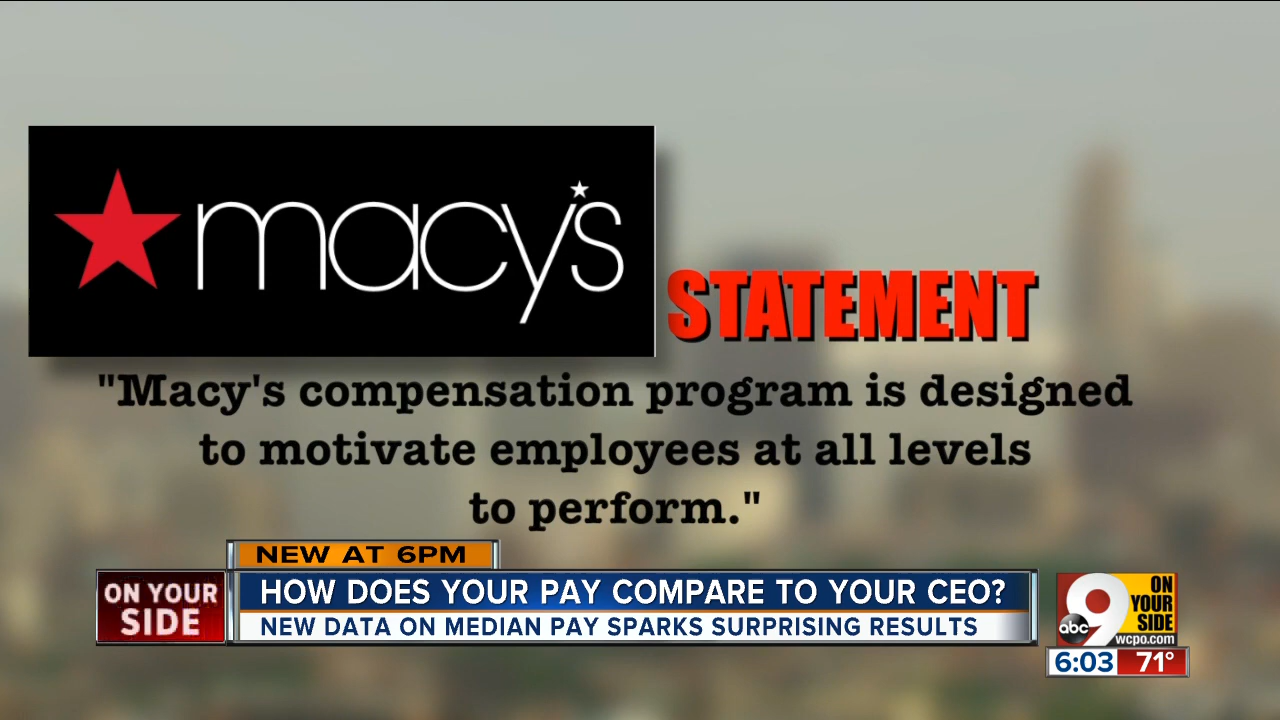 macy's
STATEMENT
"Macy's compensation program is designed
to motivate employees at all levels
to perform."
NEW AT 6PM
ON YOUR
SIDE
HOW DOES YOUR PAY COMPARE TO YOUR CEO?
NEW DATA ON MEDIAN PAY SPARKS SURPRISING RESULTS
abc 9
ON
YOUR
SIDE
wcpo.com
6:03 71°